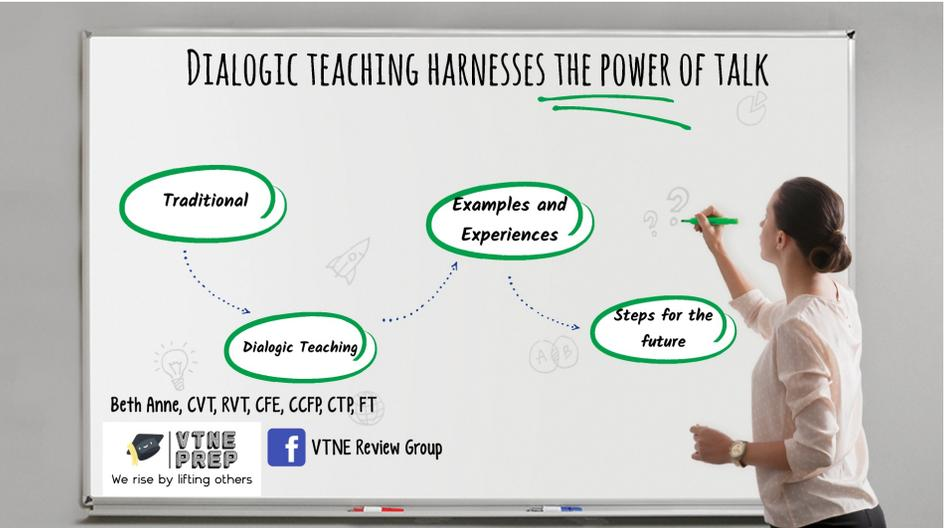 DIALOGIC TEACHING HARNESSES THE POWER OF TALK
Traditional
Examples and
Experiences
Dialogic Teaching
Steps for the
future
? ?
A B
Beth Anne, CVT, RVT, CFE, CCFP, CTP, FT
VTNE
PREP
We rise by lifting others
f VTNE Review Group